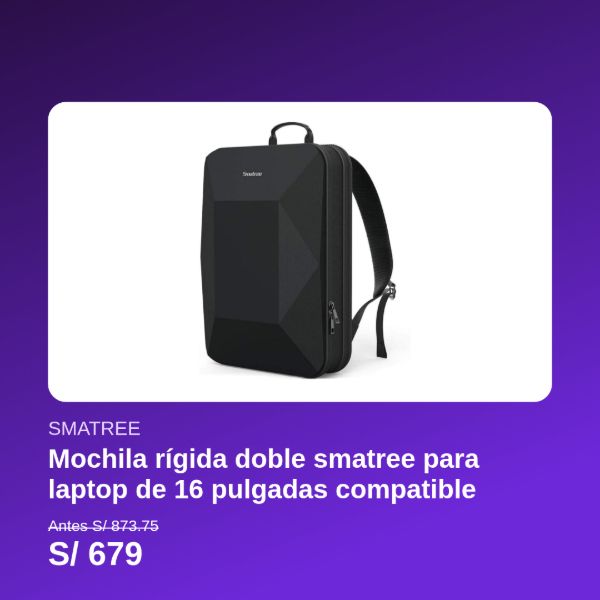 Smatree
SMATREE
Mochila rígida doble smatree para
laptop de 16 pulgadas compatible
Antes S/ 873.75
S/ 679